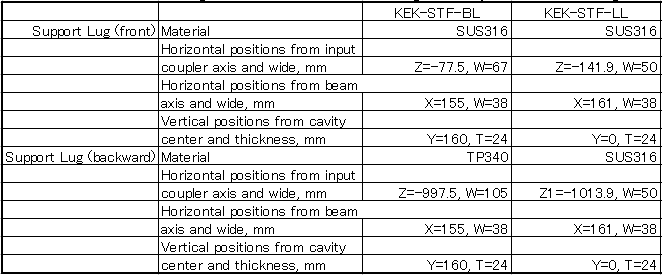 KEK-STF-BL KEK-STF-LL
Support Lug (front) Material SUS316 SUS316
Horizontal positions from input
coupler axis and wide, mm Z=-77.5, W=67 Z=-141.9, W=50
Horizontal positions from beam
axis and wide, mm X=155, W=38 X=161, W=38
Vertical positions from cavity
center and thickness, mm Y=160, T=24 Y=0, T=24
Support Lug (backward) Material TP340 SUS316
Horizontal positions from input
coupler axis and wide, mm Z=-997.5, W=105 Z1=-1013.9, W=50
Horizontal positions from beam
axis and wide, mm X=155, W=38 X=161, W=38
Vertical positions from cavity
center and thickness, mm Y=160, T=24 Y=0, T=24